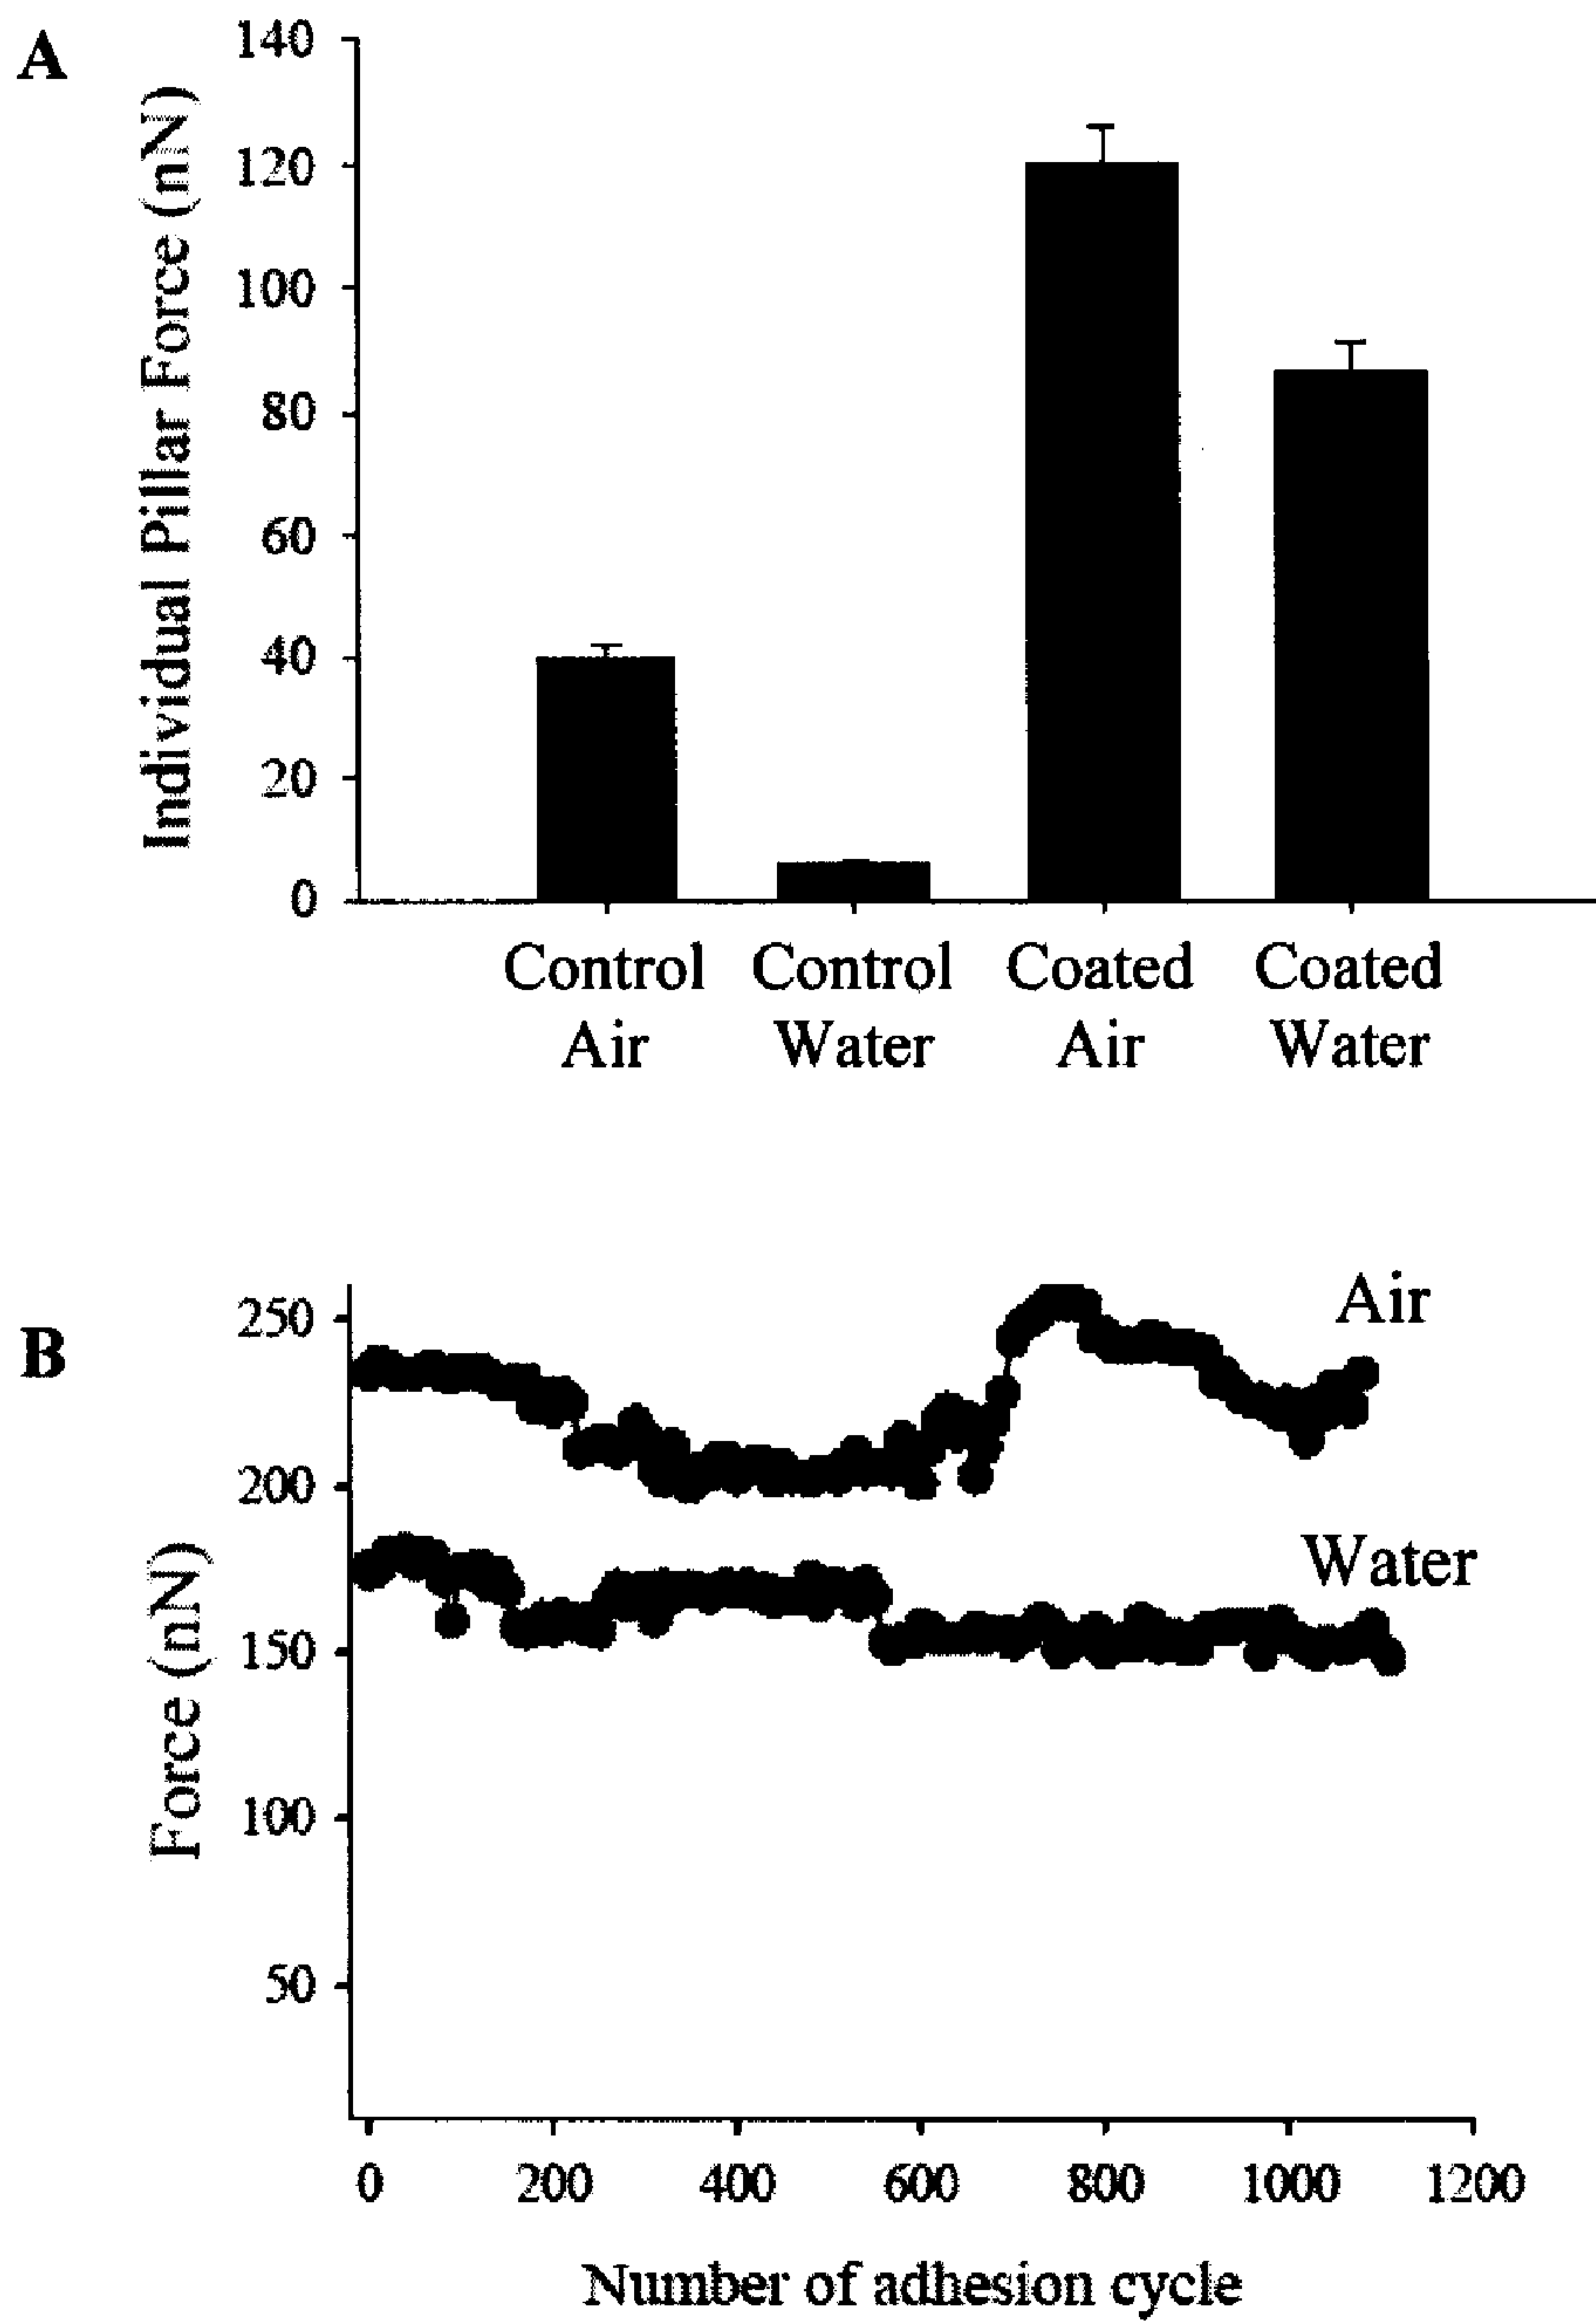 A
Individual Pillar Force (nN)
140
120
100
80
60
40
20
0
Control Control Coated Coated
Air Water Air Water
B
Force (nN)
250
200
150
100
50
Air
Water
0 200 400 600 800 1000 1200
Number of adhesion cycle